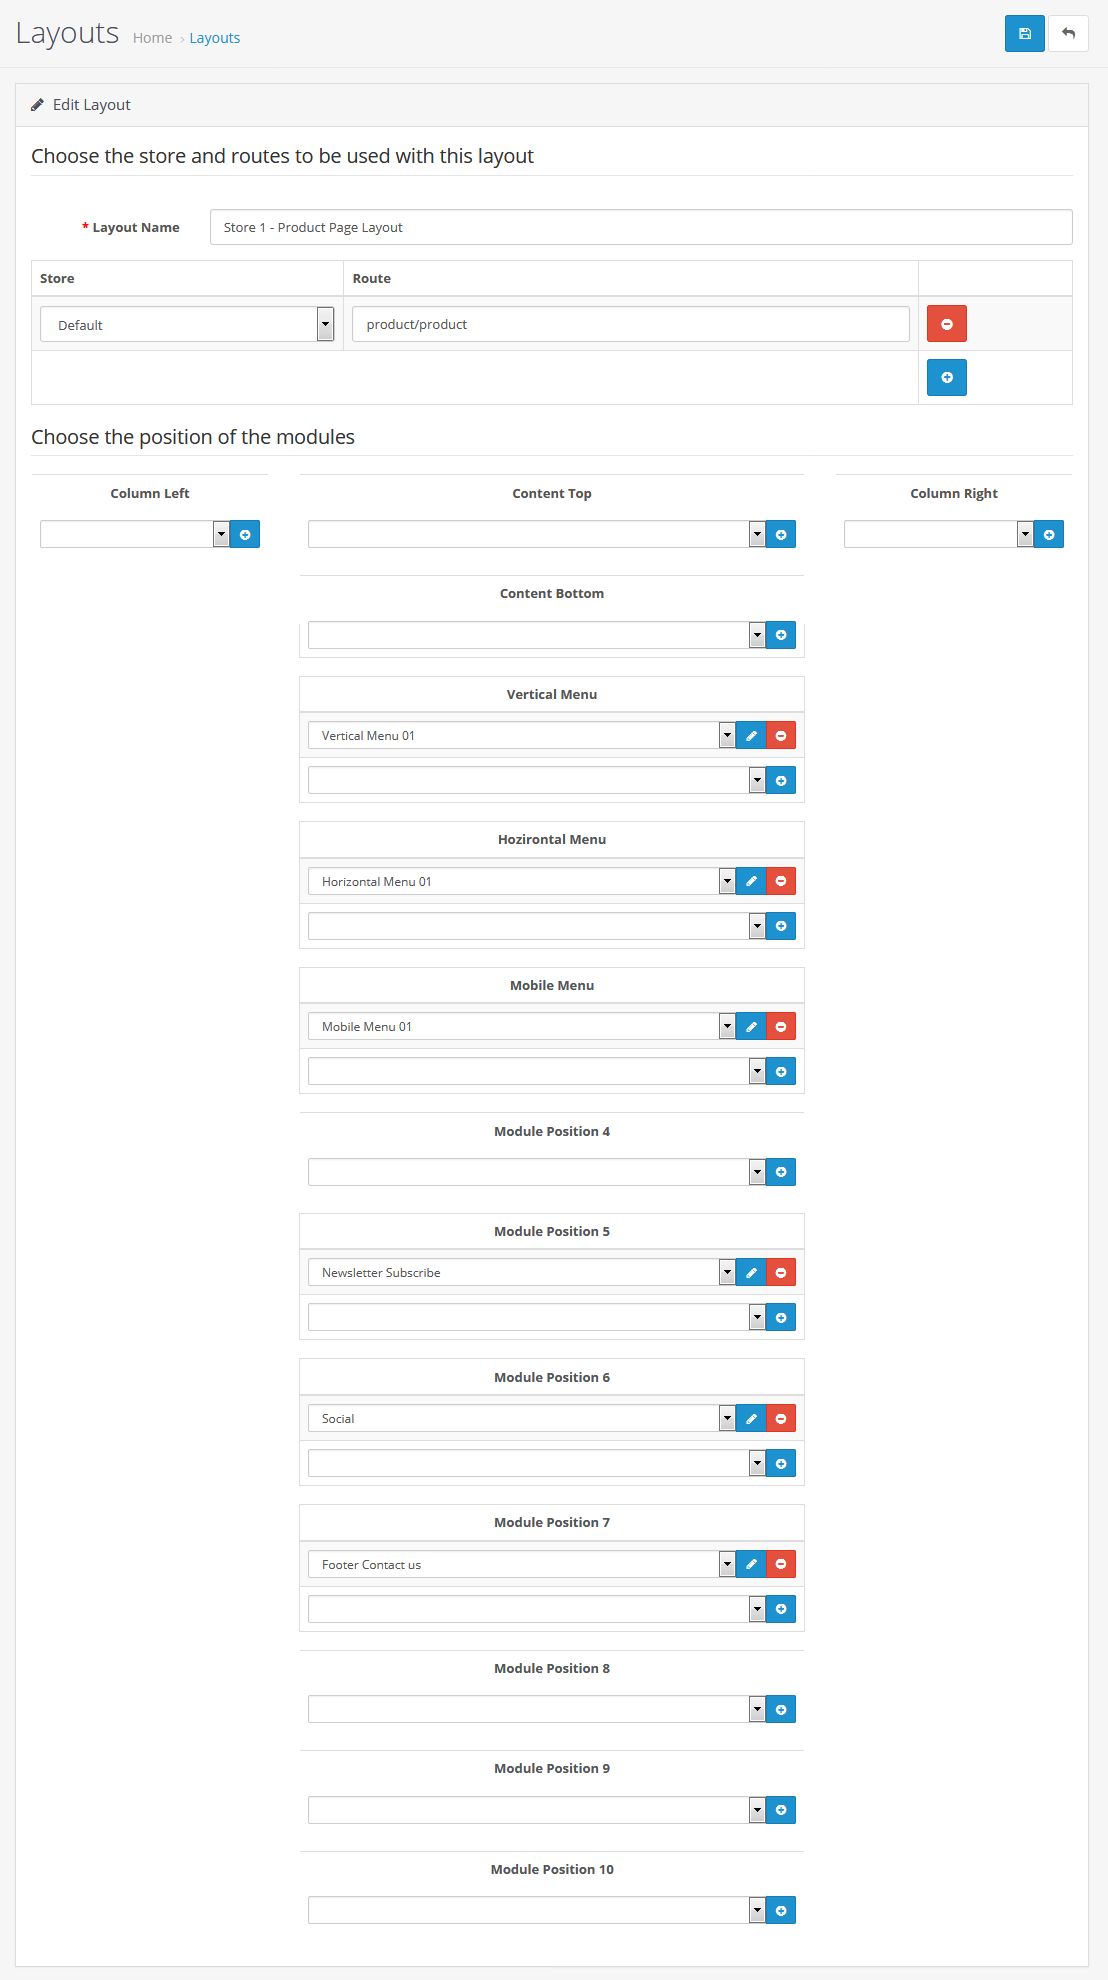 Layouts Home › Layouts
Edit Layout
Choose the store and routes to be used with this layout
* Layout Name Store 1 - Product Page Layout
Store Route
Default product/product
Choose the position of the modules
Column Left Content Top Column Right
Content Bottom
Vertical Menu
Vertical Menu 01
Hozirontal Menu
Horizontal Menu 01
Mobile Menu
Mobile Menu 01
Module Position 4
Module Position 5
Newsletter Subscribe
Module Position 6
Social
Module Position 7
Footer Contact us
Module Position 8
Module Position 9
Module Position 10